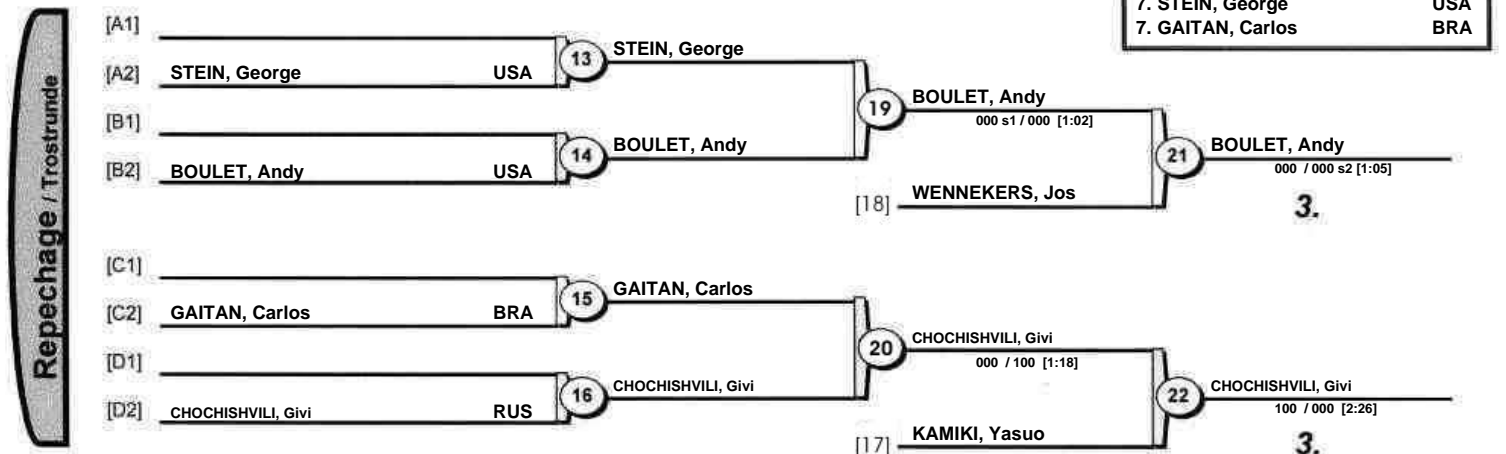 7. STEIN, George USA
7. GAITAN, Carlos BRA
Repechage / Trostrunde
[A1]
[A2] STEIN, George USA
13
STEIN, George
[B1]
[B2] BOULET, Andy USA
14
BOULET, Andy
19
BOULET, Andy
000 s1 / 000 [1:02]
[18] WENNEKERS, Jos
21
BOULET, Andy
000 / 000 s2 [1:05]
3.
[C1]
[C2] GAITAN, Carlos BRA
15
GAITAN, Carlos
[D1]
[D2] CHOCHISHVILI, Givi RUS
16
CHOCHISHVILI, Givi
20
CHOCHISHVILI, Givi
000 / 100 [1:18]
[17] KAMIKI, Yasuo
22
CHOCHISHVILI, Givi
100 / 000 [2:26]
3.